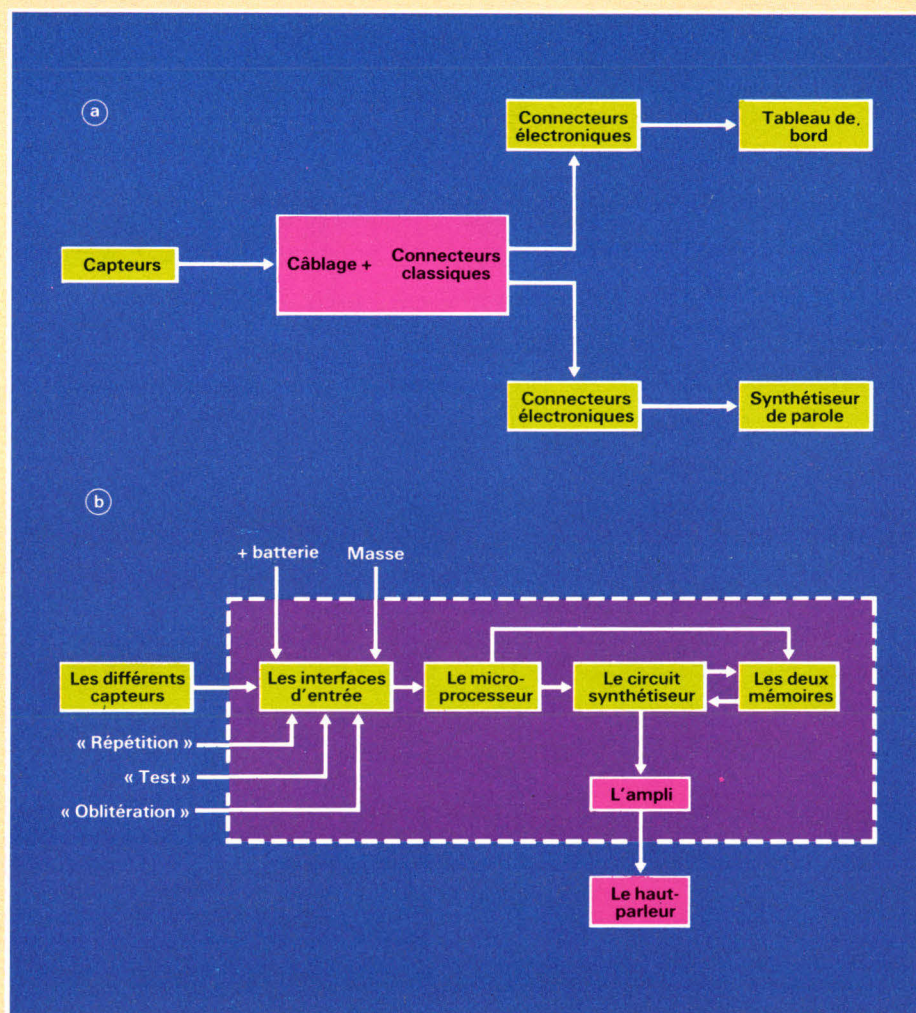 a
Connecteurs
électroniques
Tableau de
bord
Capteurs
Câblage +
Connecteurs
classiques
Connecteurs
électroniques
Synthétiseur
de parole
b
+ batterie
Masse
Les différents
capteurs
Les interfaces
d'entrée
Le micro-
processeur
Le circuit
synthétiseur
Les deux
mémoires
« Répétition »
« Test »
« Oblitération »
L'ampli
Le haut-
parleur